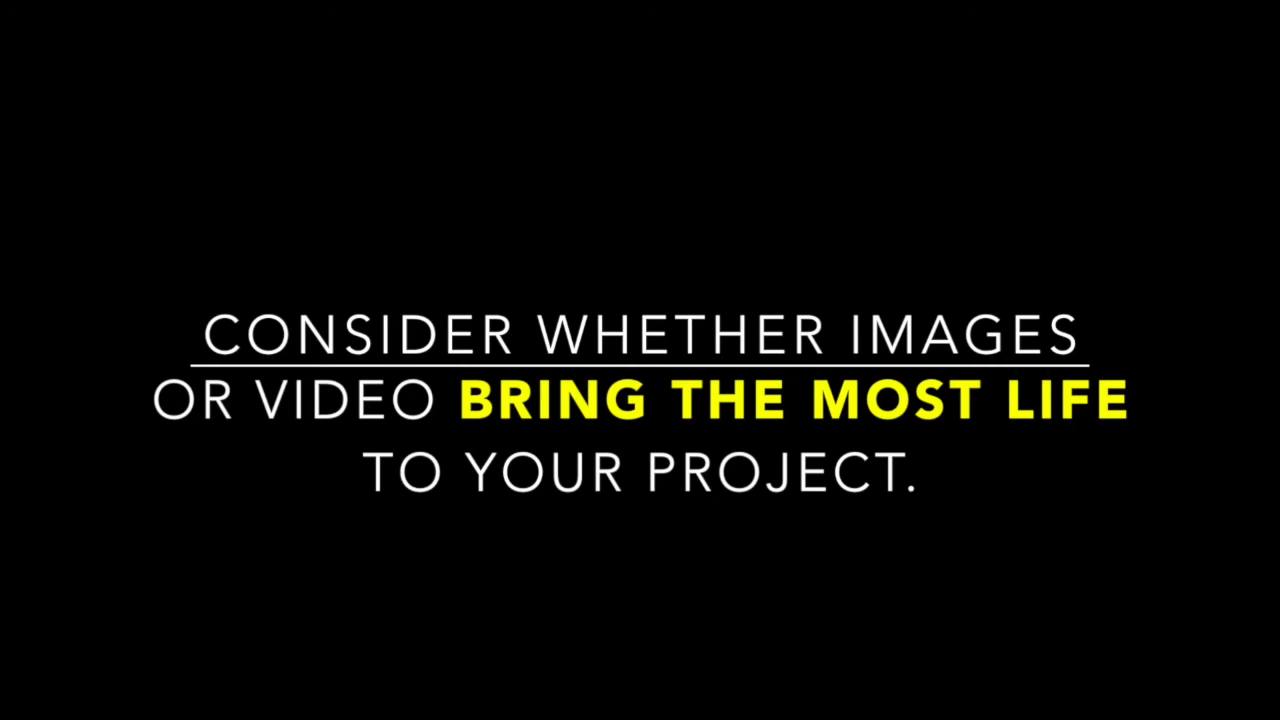 CONSIDER WHETHER IMAGES
OR VIDEO BRING THE MOST LIFE
TO YOUR PROJECT.